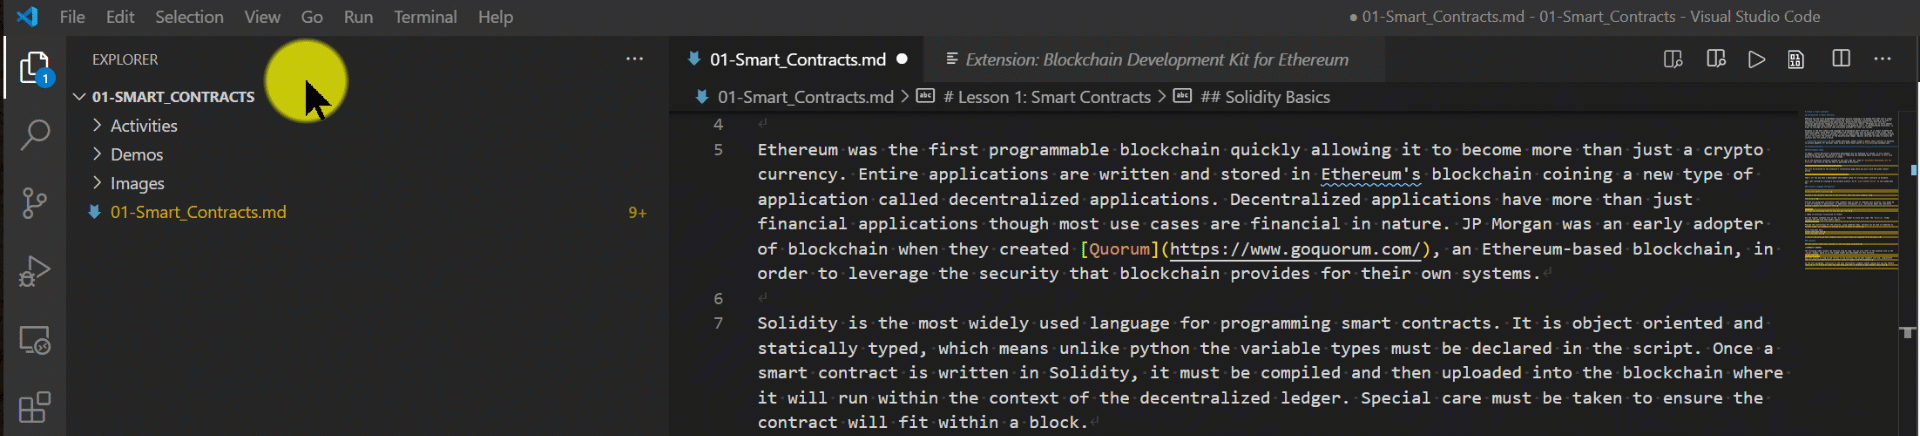 File Edit Selection View Go Run Terminal Help
● 01-Smart_Contracts.md - 01-Smart_Contracts - Visual Studio Code
EXPLORER ···
01-SMART_CONTRACTS
Activities
Demos
Images
01-Smart_Contracts.md 9+
1
01-Smart_Contracts.md ●
Extension: Blockchain Development Kit for Ethereum
01-Smart_Contracts.md > # Lesson 1: Smart Contracts > ## Solidity Basics
4
5 Ethereum was the first programmable blockchain quickly allowing it to become more than just a crypto
currency. Entire applications are written and stored in Ethereum's blockchain coining a new type of
application called decentralized applications. Decentralized applications have more than just
financial applications though most use cases are financial in nature. JP Morgan was an early adopter
of blockchain when they created [Quorum](https://www.goquorum.com/), an Ethereum-based blockchain, in
order to leverage the security that blockchain provides for their own systems.
6
7 Solidity is the most widely used language for programming smart contracts. It is object oriented and
statically typed, which means unlike python the variable types must be declared in the script. Once a
smart contract is written in Solidity, it must be compiled and then uploaded into the blockchain where
it will run within the context of the decentralized ledger. Special care must be taken to ensure the
contract will fit within a block.